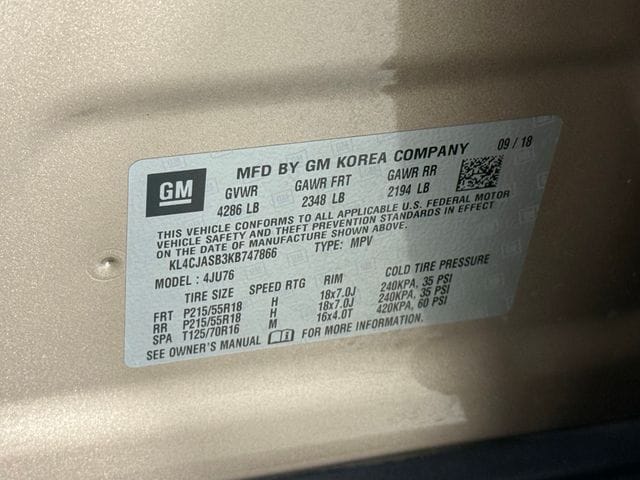 GM
MFD BY GM KOREA COMPANY 09 / 18
GVWR GAWR FRT GAWR RR
4286 LB 2348 LB 2194 LB
THIS VEHICLE CONFORMS TO ALL APPLICABLE U.S. FEDERAL MOTOR
VEHICLE SAFETY AND THEFT PREVENTION STANDARDS IN EFFECT
ON THE DATE OF MANUFACTURE SHOWN ABOVE.
KL4CJASB3KB747866 TYPE: MPV
MODEL : 4JU76
TIRE SIZE SPEED RTG RIM COLD TIRE PRESSURE
FRT P215/55R18 H 18x7.0J 240KPA, 35 PSI
RR P215/55R18 H 18x7.0J 240KPA, 35 PSI
SPA T125/70R16 M 16x4.0T 420KPA, 60 PSI
SEE OWNER'S MANUAL FOR MORE INFORMATION.